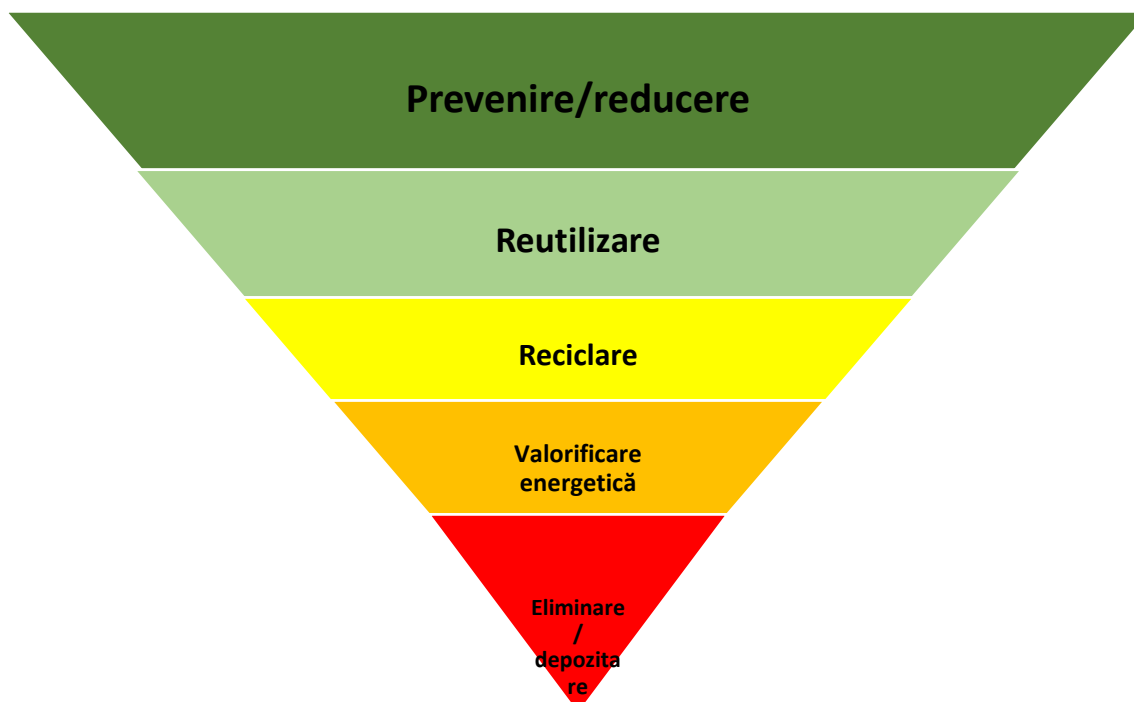 Prevenire/reducere
Reutilizare
Reciclare
Valorificare
energetică
Eliminare
/
depozita
re